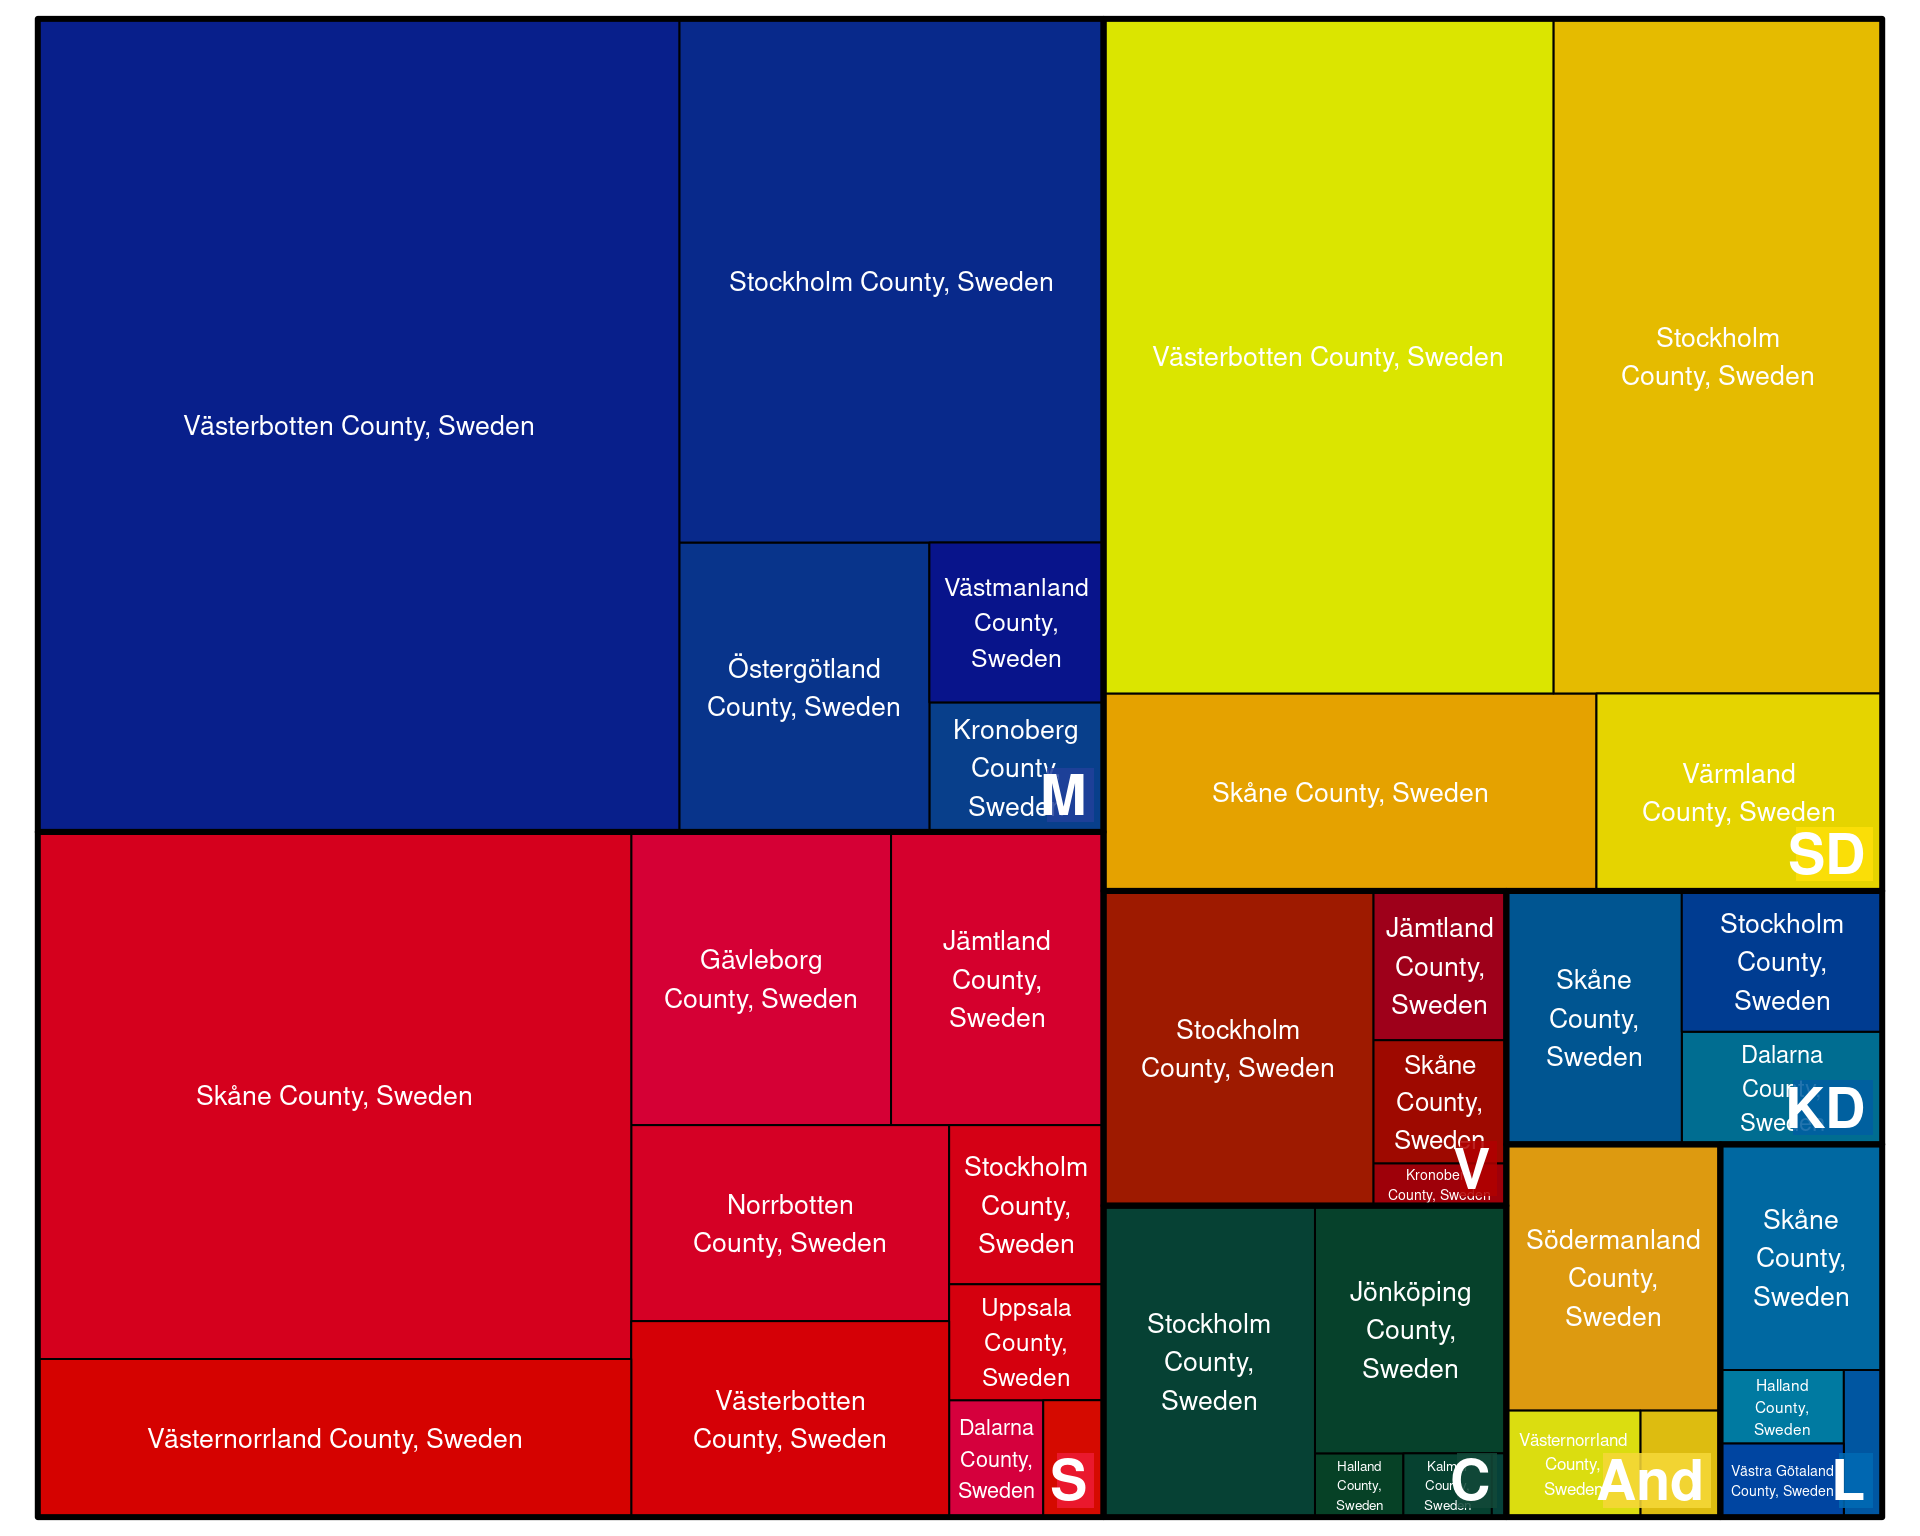 Västerbotten County, Sweden
Stockholm County, Sweden
Östergötland
County, Sweden
Västmanland
County,
Sweden
Kronoberg
County
Sweden
M
Västerbotten County, Sweden
Stockholm
County, Sweden
Skåne County, Sweden
Värmland
County, Sweden
SD
Skåne County, Sweden
Västernorrland County, Sweden
Gävleborg
County, Sweden
Jämtland
County,
Sweden
Norrbotten
County, Sweden
Västerbotten
County, Sweden
Stockholm
County,
Sweden
Uppsala
County,
Sweden
Dalarna
County,
Sweden
S
Stockholm
County, Sweden
Jämtland
County,
Sweden
Skåne
County,
Sweden
Kronobe
County, Sweden
V
Skåne
County,
Sweden
Stockholm
County,
Sweden
Dalarna
County
Sweden
KD
Stockholm
County,
Sweden
Jönköping
County,
Sweden
Halland
County,
Sweden
Kalm
County
Sweden
C
Södermanland
County,
Sweden
Västernorrland
County,
Sweden
And
Skåne
County,
Sweden
Halland
County,
Sweden
Västra Götaland
County, Sweden
L